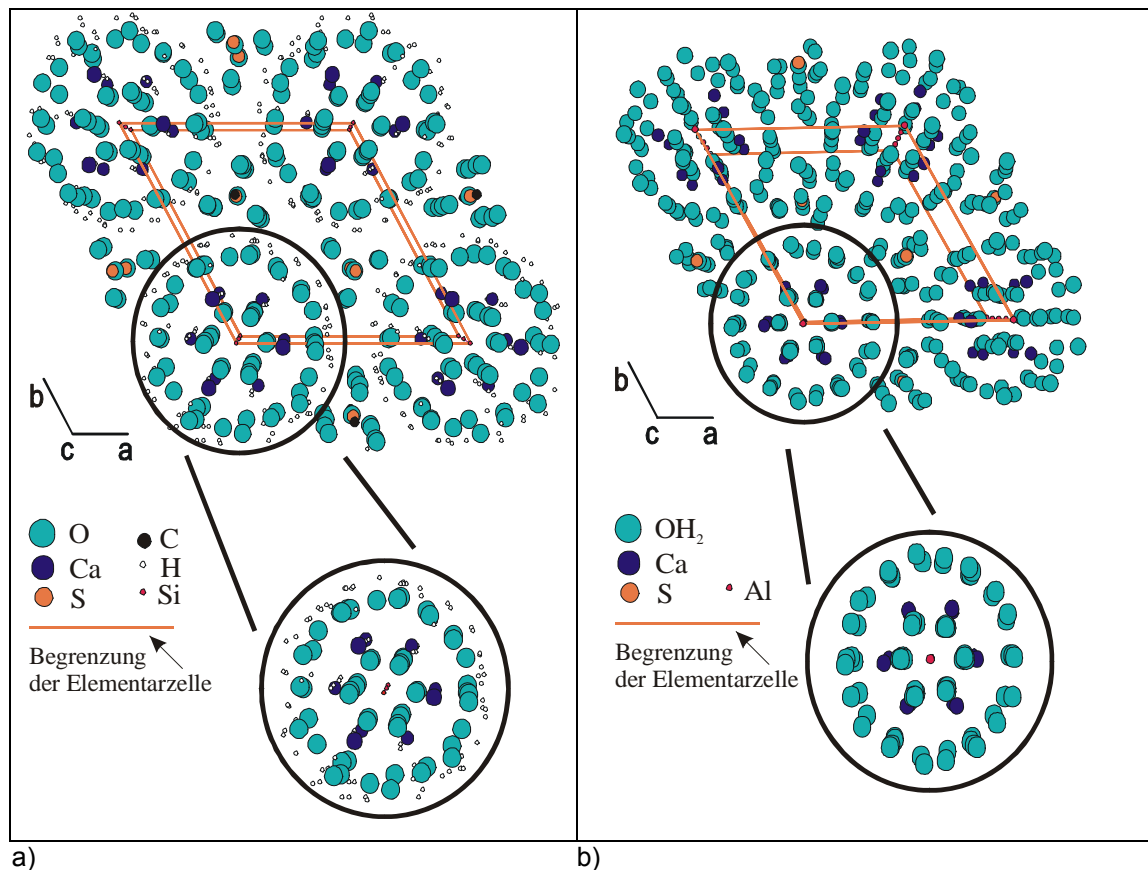 b
c a
O
Ca
S
C
H
Si
Begrenzung
der Elementarzelle
b
c a
OH₂
Ca
S
Al
Begrenzung
der Elementarzelle
a)
b)